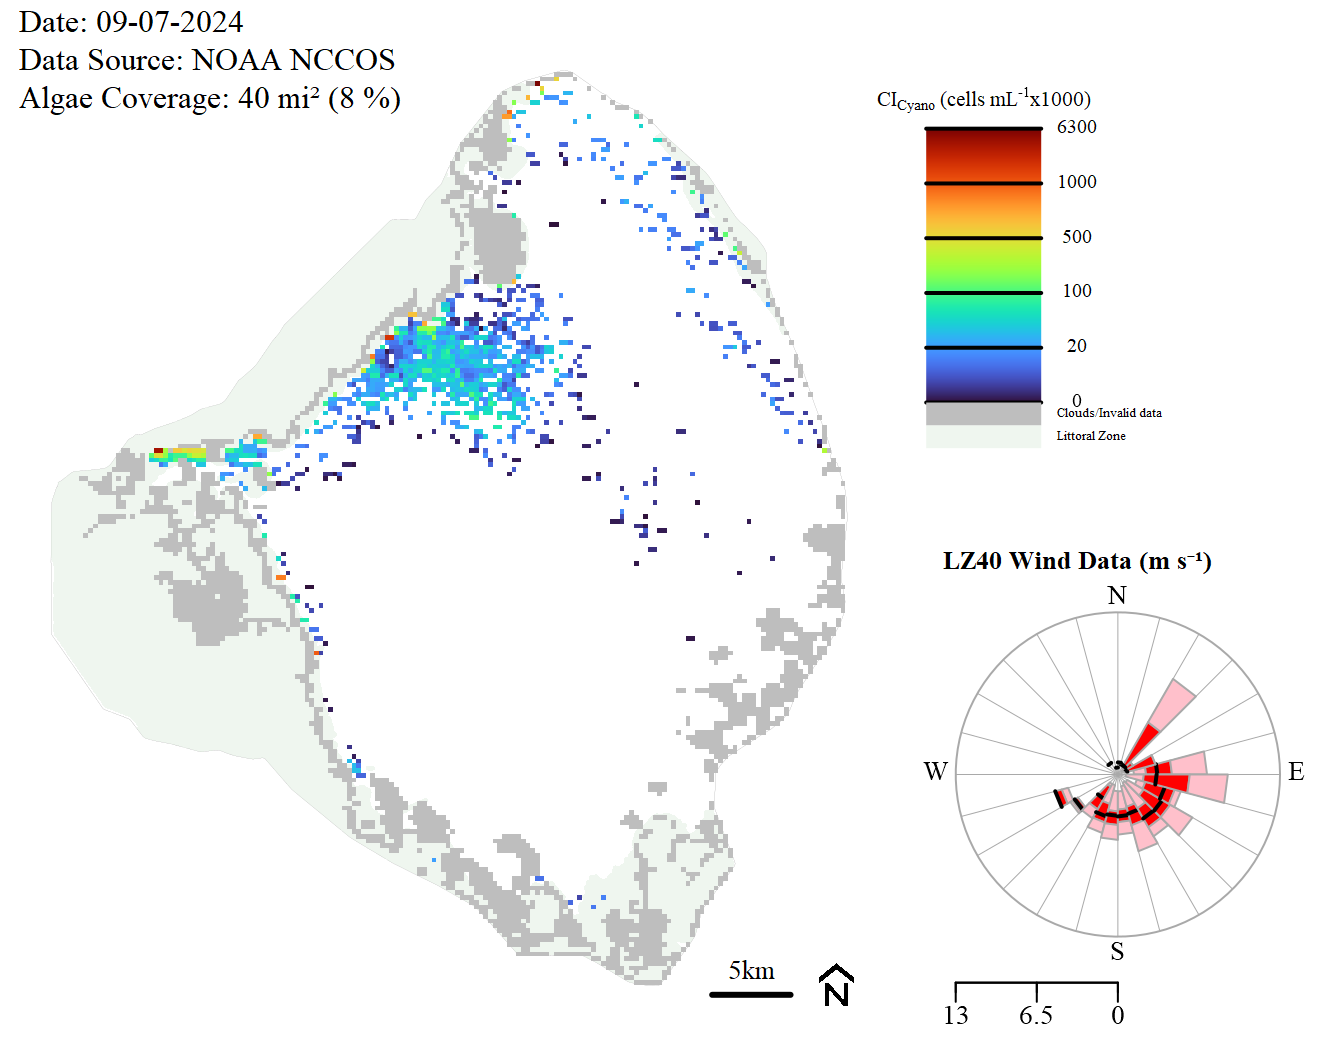 Date: 09-07-2024
Data Source: NOAA NCCOS
Algae Coverage: 40 mi² (8 %)
CICyano (cells mL⁻¹x1000)
6300
1000
500
100
20
0
Clouds/Invalid data
Littoral Zone
LZ40 Wind Data (m s⁻¹)
N
W
E
S
5km
N
13
6.5
0